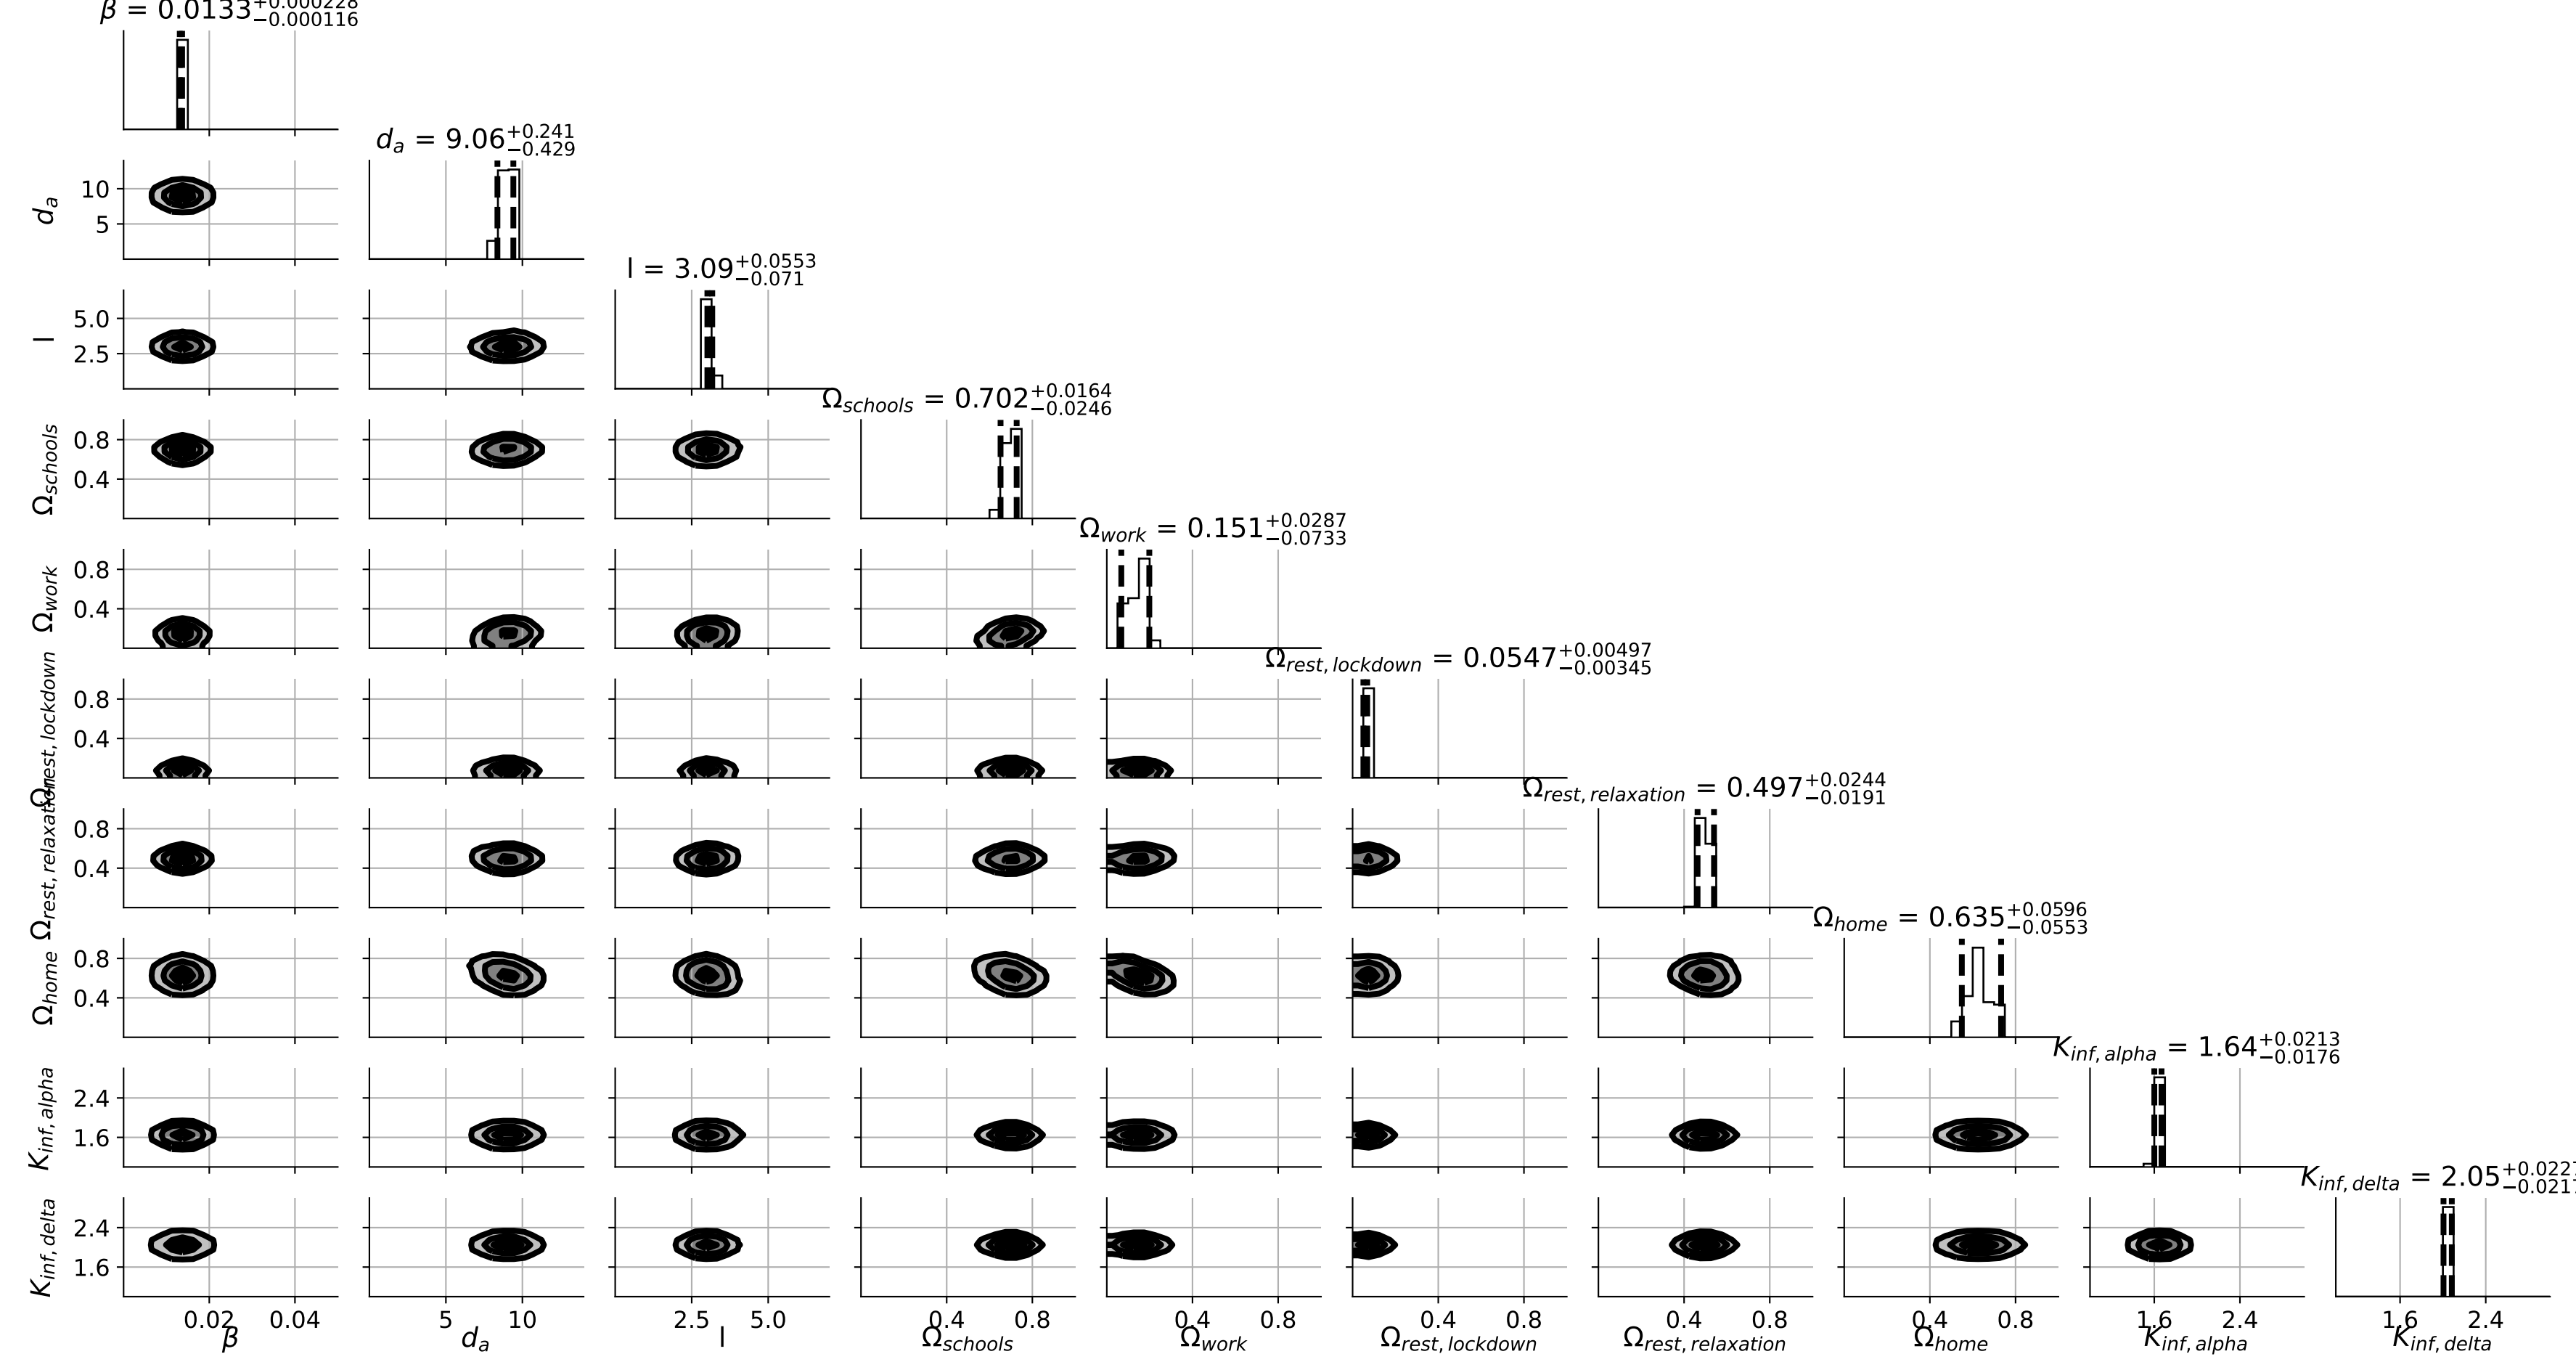 β = 0.0133 +0.000228 −0.000116
d_a = 9.06 +0.241 −0.429
d_a
10
5
l = 3.09 +0.0553 −0.071
l
5.0
2.5
Ω_schools = 0.702 +0.0164 −0.0246
Ω_schools
0.8
0.4
Ω_work = 0.151 +0.0287 −0.0733
Ω_work
0.8
0.4
Ω_rest, lockdown = 0.0547 +0.00497 −0.00345
Ω_rest, lockdown
0.8
0.4
Ω_rest, relaxation = 0.497 +0.0244 −0.0191
Ω_rest, relaxation
0.8
0.4
Ω_home = 0.635 +0.0596 −0.0553
Ω_home
0.8
0.4
K_inf, alpha = 1.64 +0.0213 −0.0176
K_inf, alpha
2.4
1.6
K_inf, delta = 2.05 +0.0227 −0.0217
K_inf, delta
2.4
1.6
0.02 0.04 5 10 2.5 5.0 0.4 0.8 0.4 0.8 0.4 0.8 0.4 0.8 0.4 0.8 1.6 2.4 1.6 2.4
β d_a l Ω_schools Ω_work Ω_rest, lockdown Ω_rest, relaxation Ω_home K_inf, alpha K_inf, delta